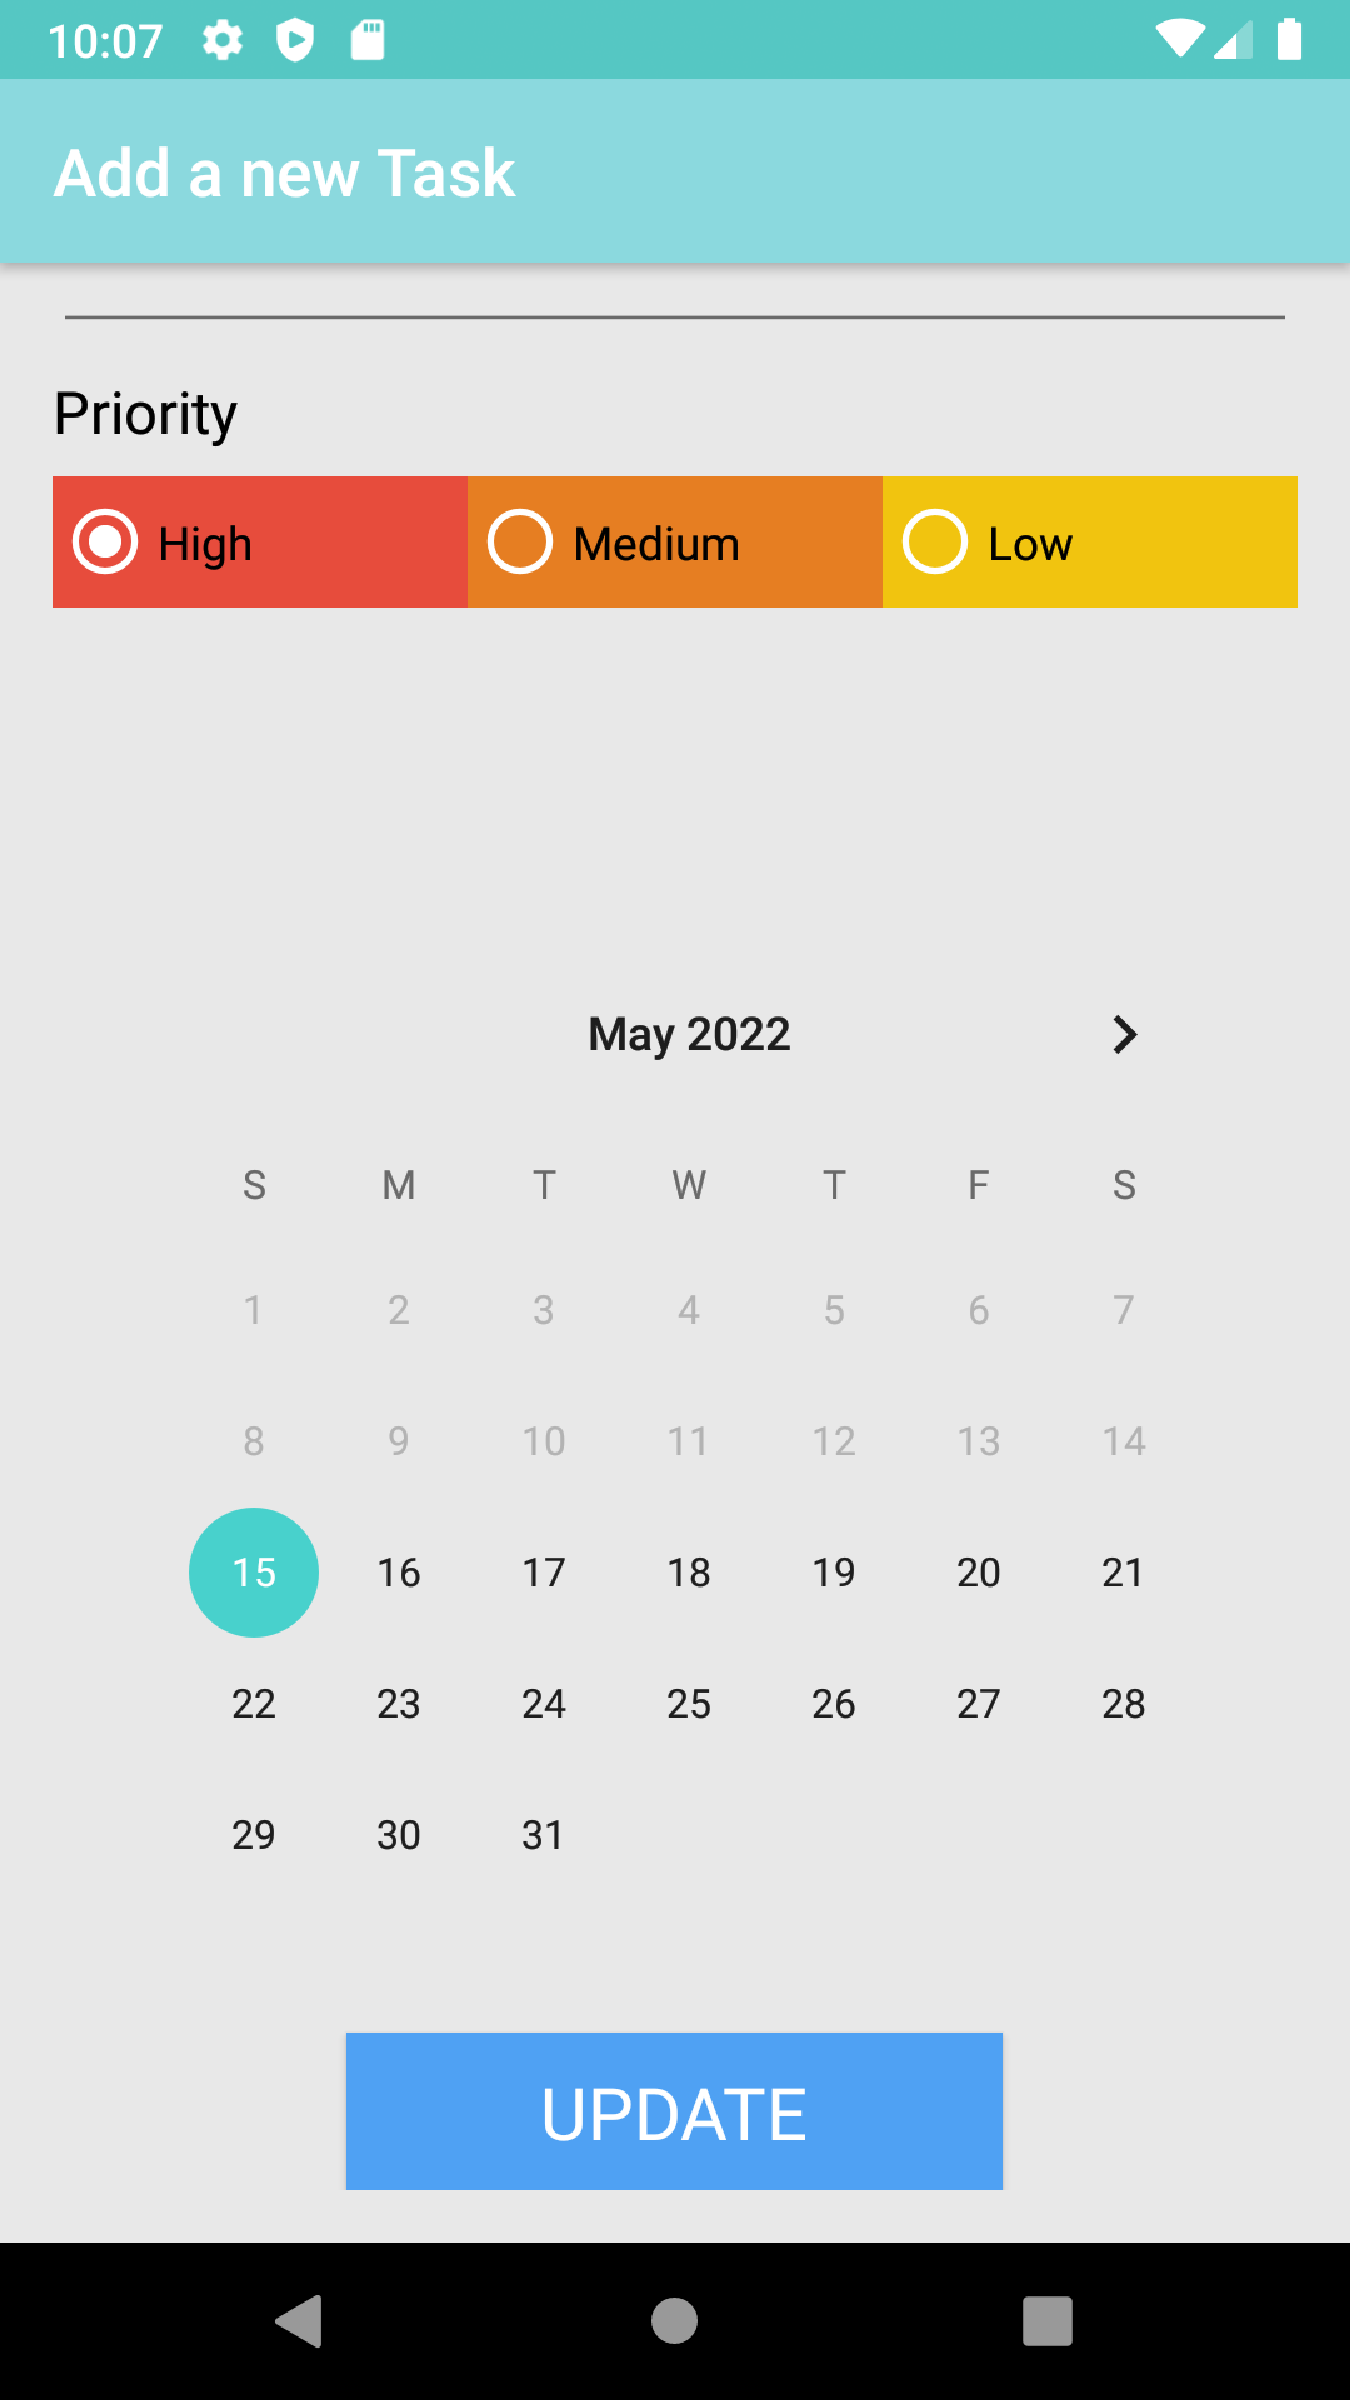 10:07
Add a new Task
Priority
High Medium Low
May 2022
S M T W T F S
1 2 3 4 5 6 7
8 9 10 11 12 13 14
15 16 17 18 19 20 21
22 23 24 25 26 27 28
29 30 31
UPDATE